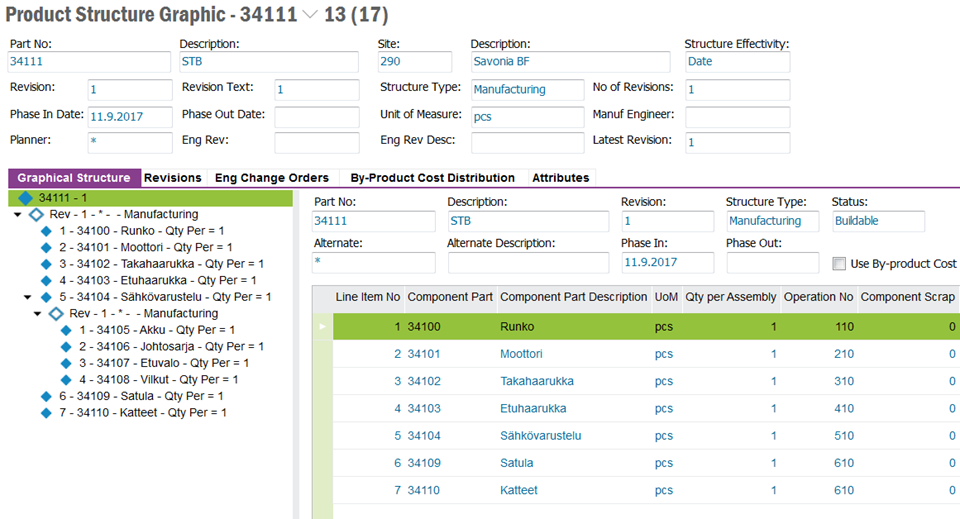 Product Structure Graphic - 34111 13 (17)
Part No: Description: Site: Description: Structure Effectivity:
34111 STB 290 Savonia BF Date
Revision: 1 Revision Text: 1 Structure Type: Manufacturing No of Revisions: 1
Phase In Date: 11.9.2017 Phase Out Date: Unit of Measure: pcs Manuf Engineer:
Planner: * Eng Rev: Eng Rev Desc: Latest Revision: 1
Graphical Structure Revisions Eng Change Orders By-Product Cost Distribution Attributes
34111 - 1
Rev - 1 - * - - Manufacturing
1 - 34100 - Runko - Qty Per = 1
2 - 34101 - Moottori - Qty Per = 1
3 - 34102 - Takahaarukka - Qty Per = 1
4 - 34103 - Etuhaarukka - Qty Per = 1
5 - 34104 - Sähkövarustelu - Qty Per = 1
Rev - 1 - * - - Manufacturing
1 - 34105 - Akku - Qty Per = 1
2 - 34106 - Johtosarja - Qty Per = 1
3 - 34107 - Etuvalo - Qty Per = 1
4 - 34108 - Vilkut - Qty Per = 1
6 - 34109 - Satula - Qty Per = 1
7 - 34110 - Katteet - Qty Per = 1
Part No: Description: Revision: Structure Type: Status:
34111 STB 1 Manufacturing Buildable
Alternate: Alternate Description: Phase In: Phase Out:
* 11.9.2017 Use By-product Cost
Line Item No Component Part Component Part Description UoM Qty per Assembly Operation No Component Scrap
1 34100 Runko pcs 1 110 0
2 34101 Moottori pcs 1 210 0
3 34102 Takahaarukka pcs 1 310 0
4 34103 Etuhaarukka pcs 1 410 0
5 34104 Sähkövarustelu pcs 1 510 0
6 34109 Satula pcs 1 610 0
7 34110 Katteet pcs 1 610 0